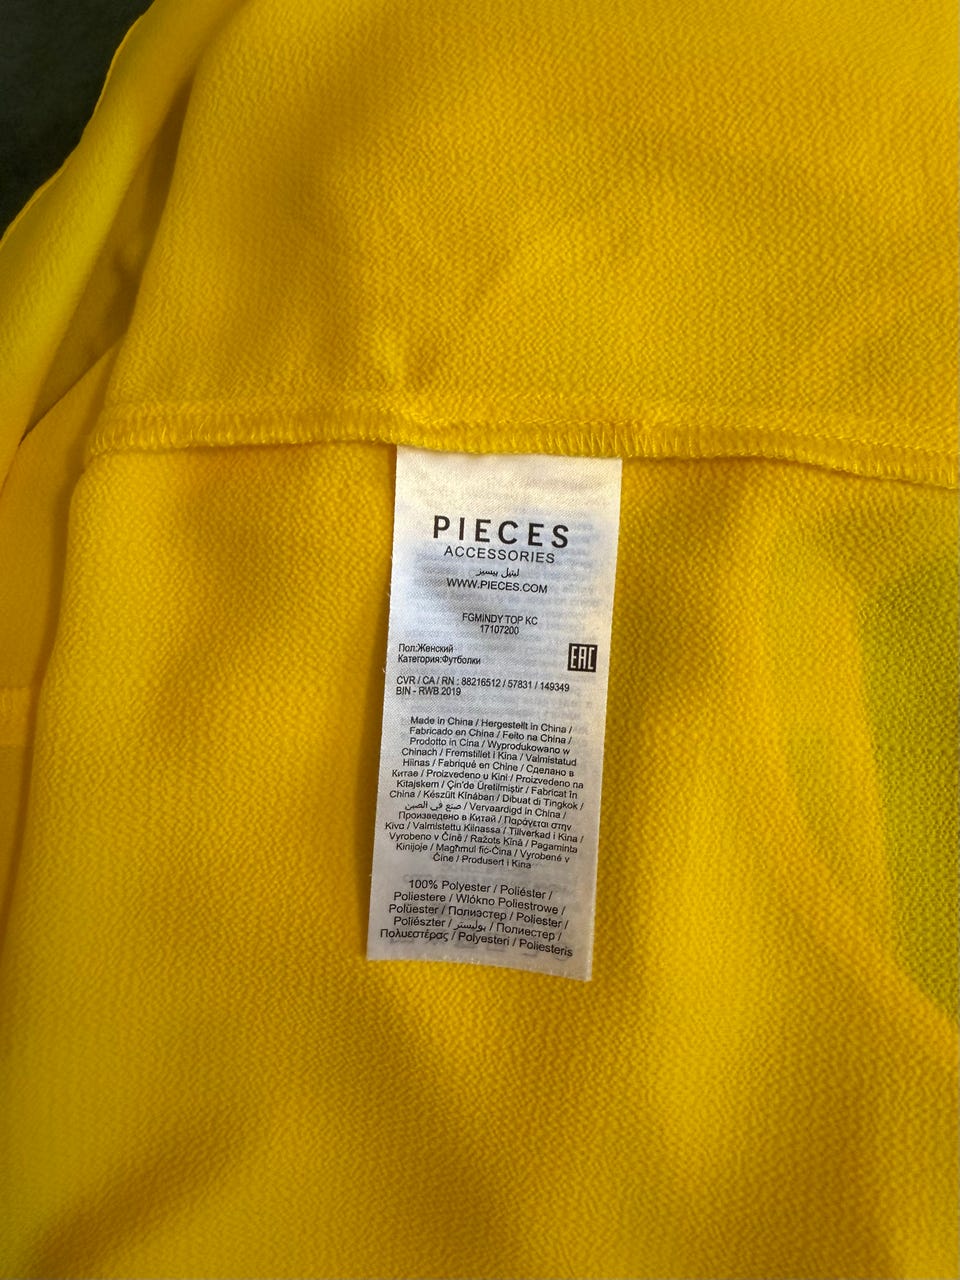 PIECES
ACCESSORIES
ليتيل بيسيز
WWW.PIECES.COM
FGMINDY TOP KC
17107200
Пол:Женский
Категория:Футболки
EAC
CVR / CA / RN : 88216512 / 57831 / 149349
BIN - RWB 2019
Made in China / Hergestellt in China /
Fabricado en China / Feito na China /
Prodotto in Cina / Wyprodukowano w
Chinach / Fremstillet i Kina / Valmistatud
Hiinas / Fabriqué en Chine / Сделано в
Китае / Proizvedeno u Kini / Proizvedeno na
Kitajskem / Çin'de Üretilmiştir / Fabricat în
China / Készült Kínában / Dibuat di Tingkok /
صنع في الصين / Vervaardigd in China /
Произведено в Китай / Παράγεται στην
Κίνα / Valmistettu Kiinassa / Tillverkad i Kina /
Vyrobeno v Číně / Ražots Ķīnā / Pagaminta
Kinijoje / Magħmul fiċ-Ċina / Vyrobené v
Číne / Produsert i Kina
100% Polyester / Poliéster /
Poliestere / Włókno Poliestrowe /
Polüester / Полиэстер / Poliester /
Poliészter / بوليستر / Полиестер /
Πολυεστέρας / Polyesteri / Poliesteris